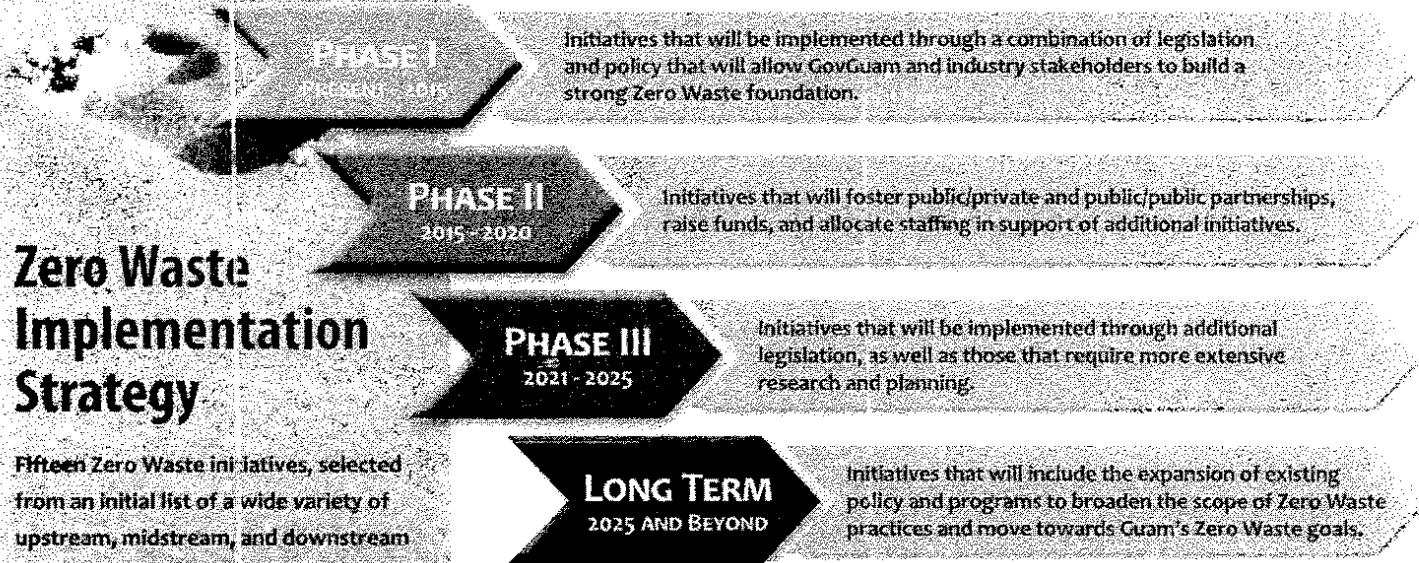 PHASE I
PRESENT - 2015
Initiatives that will be implemented through a combination of legislation
and policy that will allow GovGuam and industry stakeholders to build a
strong Zero Waste foundation.
PHASE II
2015 - 2020
Initiatives that will foster public/private and public/public partnerships,
raise funds, and allocate staffing in support of additional initiatives.
Zero Waste
Implementation
Strategy
PHASE III
2021 - 2025
Initiatives that will be implemented through additional
legislation, as well as those that require more extensive
research and planning.
Fifteen Zero Waste initiatives, selected
from an initial list of a wide variety of
upstream, midstream, and downstream
LONG TERM
2025 AND BEYOND
Initiatives that will include the expansion of existing
policy and programs to broaden the scope of Zero Waste
practices and move towards Guam's Zero Waste goals.